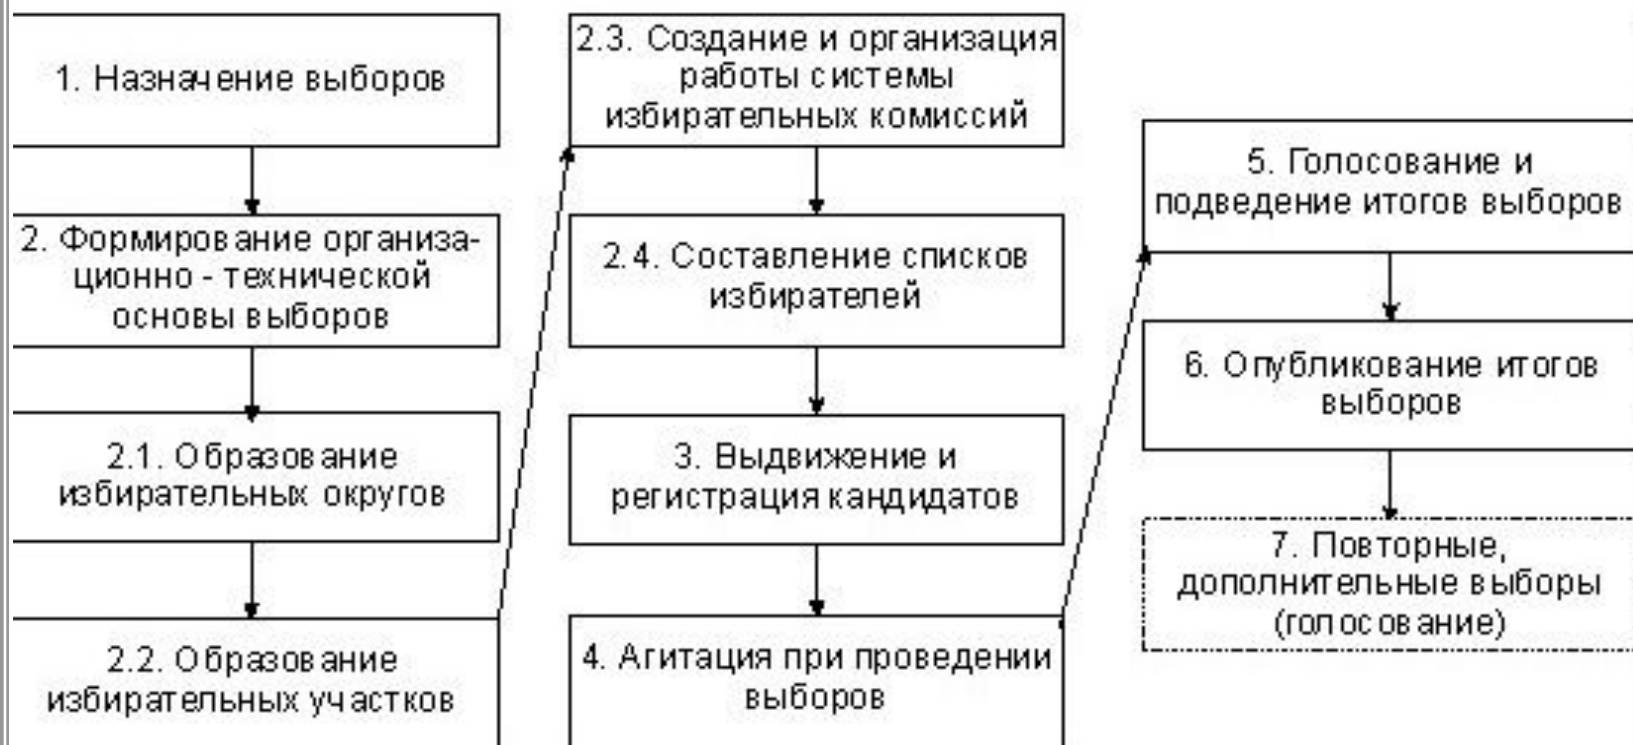 1. Назначение выборов
2. Формирование организа-
ционно - технической
основы выборов
2.1. Образование
избирательных округов
2.2. Образование
избирательных участков
2.3. Создание и организация
работы системы
избирательных комиссий
2.4. Составление списков
избирателей
3. Выдвижение и
регистрация кандидатов
4. Агитация при проведении
выборов
5. Голосование и
подведение итогов выборов
6. Опубликование итогов
выборов
7. Повторные,
дополнительные выборы
(голосование)